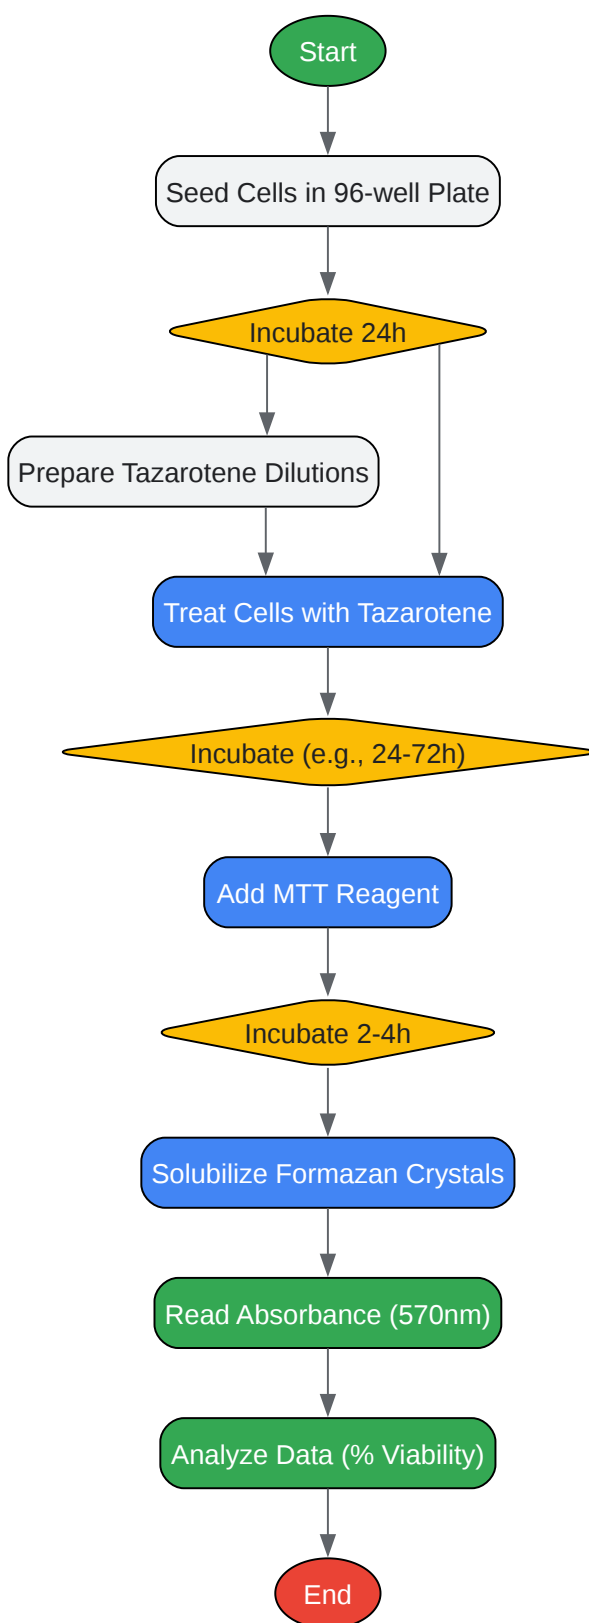 Start
Seed Cells in 96-well Plate
Incubate 24h
Prepare Tazarotene Dilutions
Treat Cells with Tazarotene
Incubate (e.g., 24-72h)
Add MTT Reagent
Incubate 2-4h
Solubilize Formazan Crystals
Read Absorbance (570nm)
Analyze Data (% Viability)
End